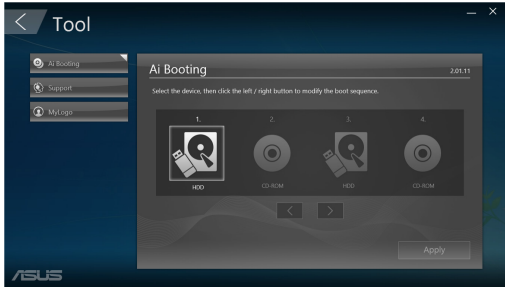 Tool
Ai Booting
Support
MyLogo
Ai Booting 2.01.11
Select the device, then click the left / right button to modify the boot sequence.
1. 2. 3. 4.
HDD CD-ROM HDD CD-ROM
Apply
ASUS